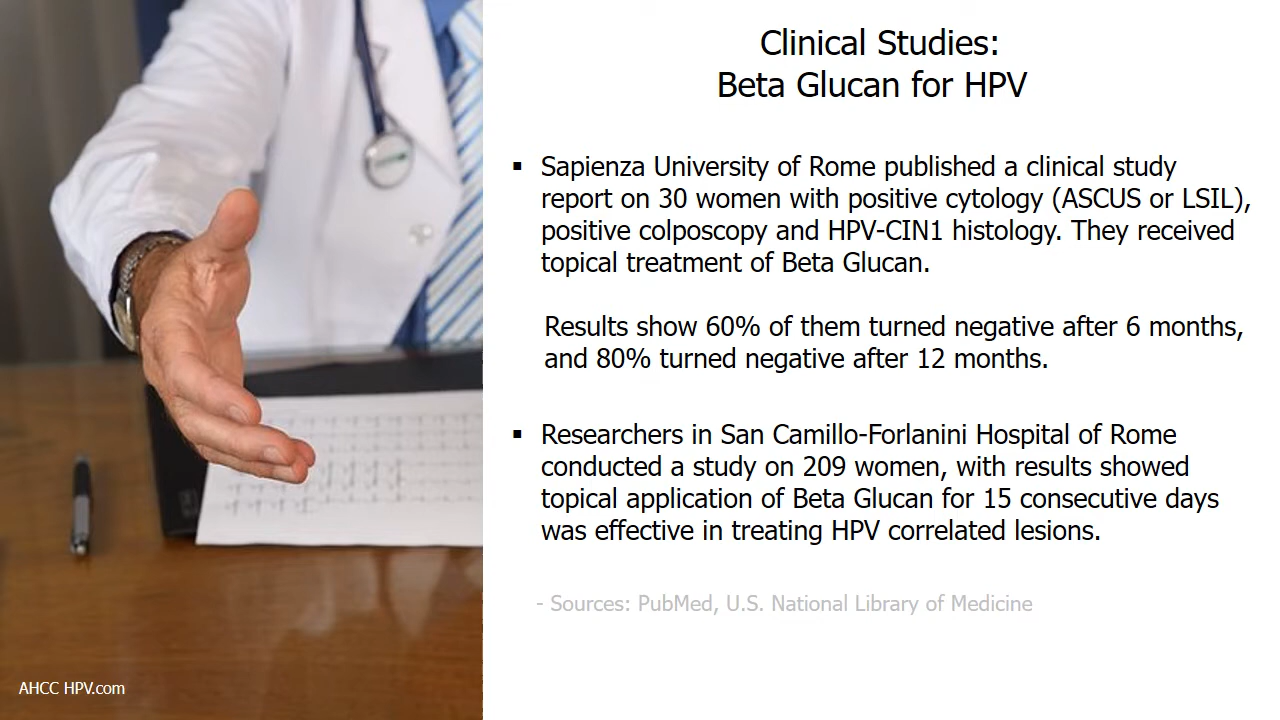 Clinical Studies:
Beta Glucan for HPV
▪ Sapienza University of Rome published a clinical study
report on 30 women with positive cytology (ASCUS or LSIL),
positive colposcopy and HPV-CIN1 histology. They received
topical treatment of Beta Glucan.
Results show 60% of them turned negative after 6 months,
and 80% turned negative after 12 months.
▪ Researchers in San Camillo-Forlanini Hospital of Rome
conducted a study on 209 women, with results showed
topical application of Beta Glucan for 15 consecutive days
was effective in treating HPV correlated lesions.
- Sources: PubMed, U.S. National Library of Medicine
AHCC HPV.com